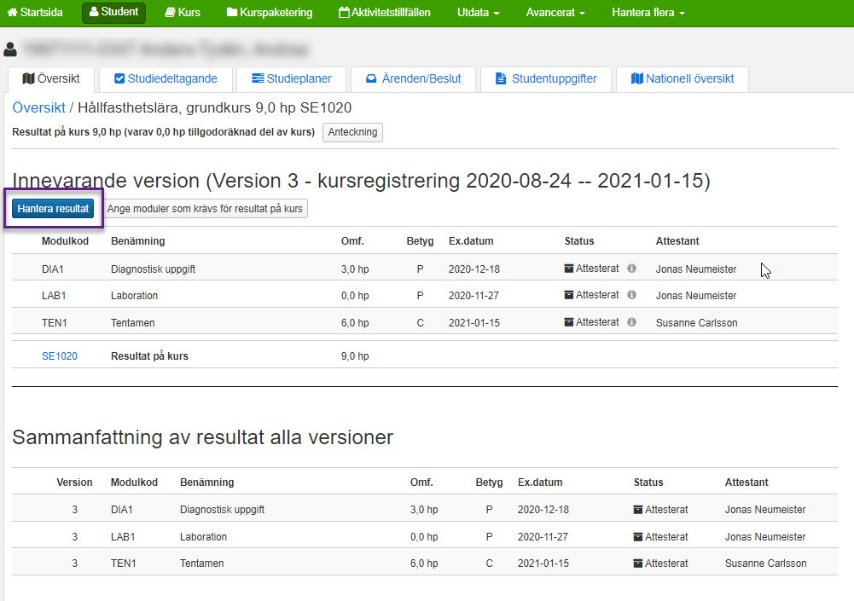 Startsida Student Kurs Kurspaketering Aktivitetstillfällen Utdata Avancerat Hantera flera
Översikt Studiedeltagande Studieplaner Ärenden/Beslut Studentuppgifter Nationell översikt
Översikt / Hållfasthetslära, grundkurs 9,0 hp SE1020
Resultat på kurs 9,0 hp (varav 0,0 hp tillgodoräknad del av kurs) Anteckning
Innevarande version (Version 3 - kursregistrering 2020-08-24 -- 2021-01-15)
Hantera resultat Ange moduler som krävs för resultat på kurs
Modulkod Benämning Omf. Betyg Ex.datum Status Attestant
DIA1 Diagnostisk uppgift 3,0 hp P 2020-12-18 Attesterat Jonas Neumeister
LAB1 Laboration 0,0 hp P 2020-11-27 Attesterat Jonas Neumeister
TEN1 Tentamen 6,0 hp C 2021-01-15 Attesterat Susanne Carlsson
SE1020 Resultat på kurs 9,0 hp
Sammanfattning av resultat alla versioner
Version Modulkod Benämning Omf. Betyg Ex.datum Status Attestant
3 DIA1 Diagnostisk uppgift 3,0 hp P 2020-12-18 Attesterat Jonas Neumeister
3 LAB1 Laboration 0,0 hp P 2020-11-27 Attesterat Jonas Neumeister
3 TEN1 Tentamen 6,0 hp C 2021-01-15 Attesterat Susanne Carlsson